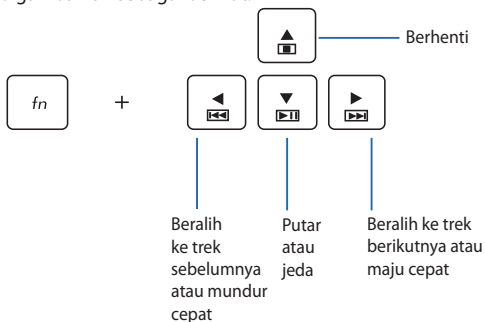 Berhenti
fn
+
Beralih
ke trek
sebelumnya
atau mundur
cepat
Putar
atau
jeda
Beralih ke trek
berikutnya atau
maju cepat